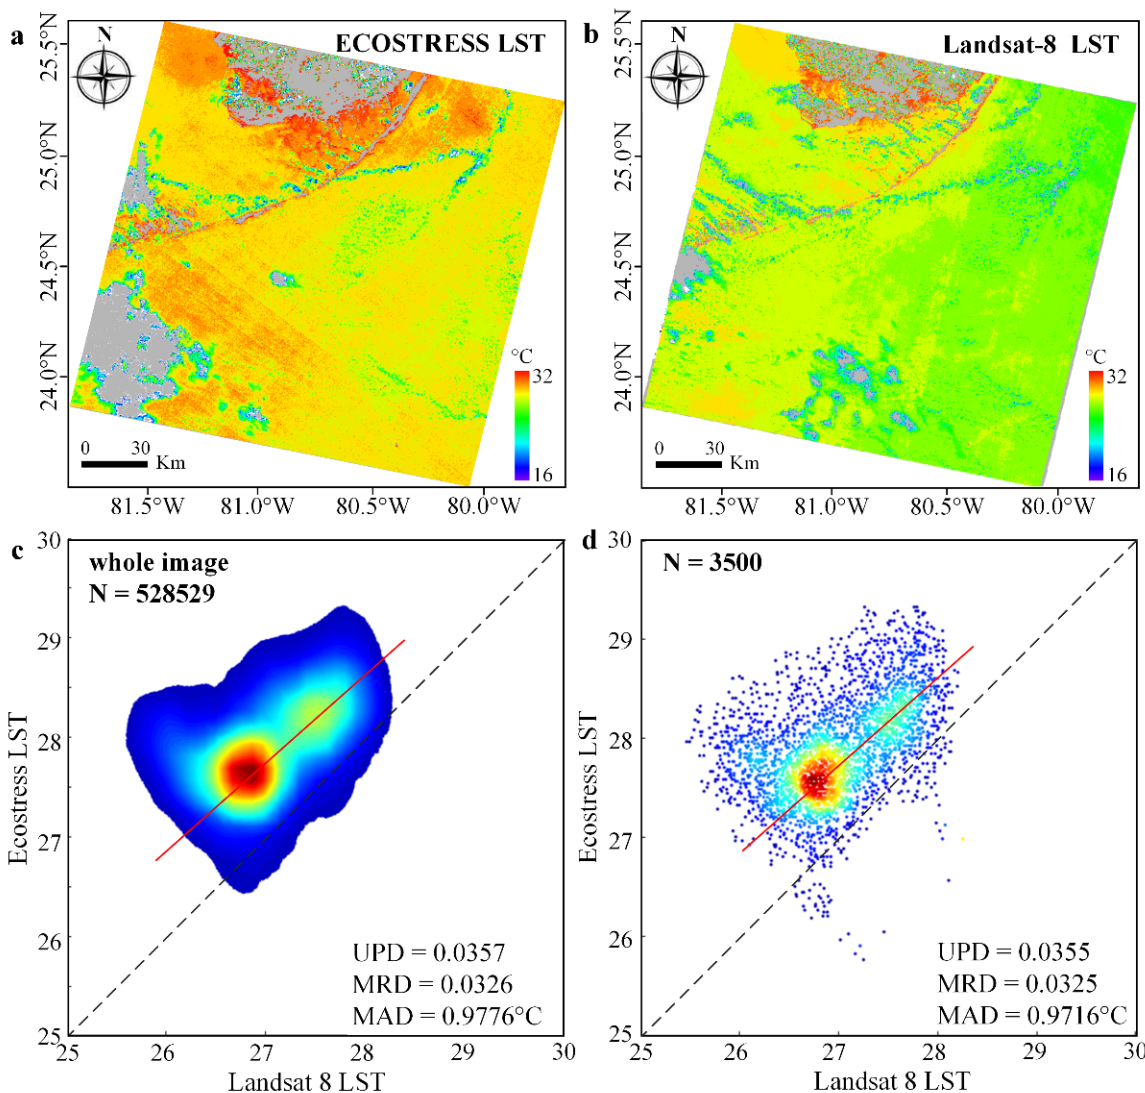 a
N
ECOSTRESS LST
25.5°N
25.0°N
24.5°N
24.0°N
°C
32
16
0 30
Km
81.5°W 81.0°W 80.5°W 80.0°W
b
N
Landsat-8 LST
25.5°N
25.0°N
24.5°N
24.0°N
°C
32
16
0 30
Km
81.5°W 81.0°W 80.5°W 80.0°W
c
whole image
N = 528529
30
29
28
27
26
25
Ecostress LST
UPD = 0.0357
MRD = 0.0326
MAD = 0.9776°C
25 26 27 28 29 30
Landsat 8 LST
d
N = 3500
30
29
28
27
26
25
Ecostress LST
UPD = 0.0355
MRD = 0.0325
MAD = 0.9716°C
25 26 27 28 29 30
Landsat 8 LST